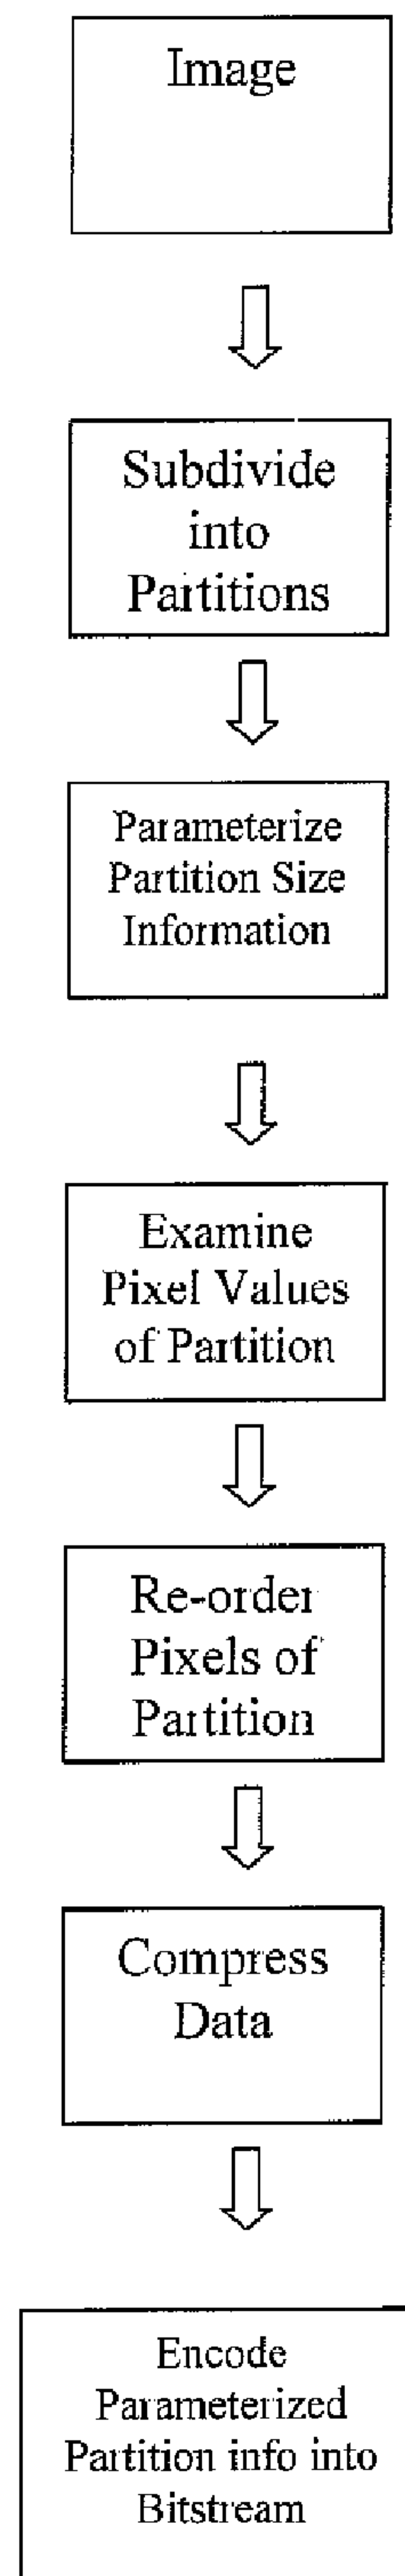 Image
Subdivide
into
Partitions
Parameterize
Partition Size
Information
Examine
Pixel Values
of Partition
Re-order
Pixels of
Partition
Compress
Data
Encode
Parameterized
Partition info into
Bitstream